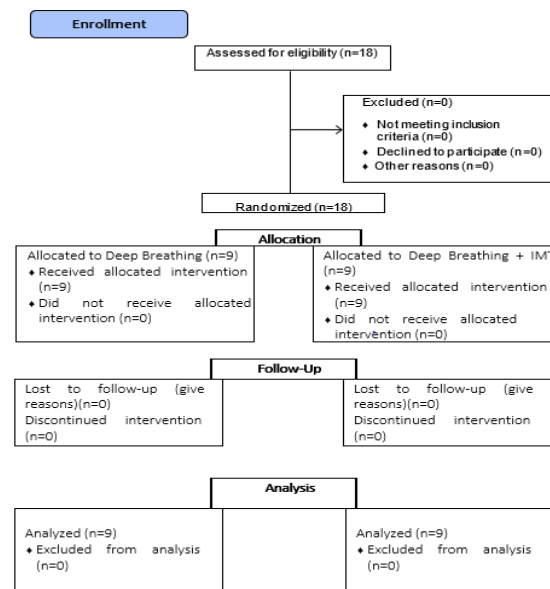 Enrollment
Assessed for eligibility (n=18)
Excluded (n=0)
♦ Not meeting inclusion
criteria (n=0)
♦ Declined to participate (n=0)
♦ Other reasons (n=0)
Randomized (n=18)
Allocation
Allocated to Deep Breathing (n=9)
♦ Received allocated intervention
(n=9)
♦ Did not receive allocated
intervention (n=0)
Allocated to Deep Breathing + IMT
(n=9)
♦ Received allocated intervention
(n=9)
♦ Did not receive allocated
intervention (n=0)
Follow-Up
Lost to follow-up (give
reasons)(n=0)
Discontinued intervention
(n=0)
Lost to follow-up (give
reasons)(n=0)
Discontinued intervention
(n=0)
Analysis
Analyzed (n=9)
♦ Excluded from analysis
(n=0)
Analyzed (n=9)
♦ Excluded from analysis
(n=0)